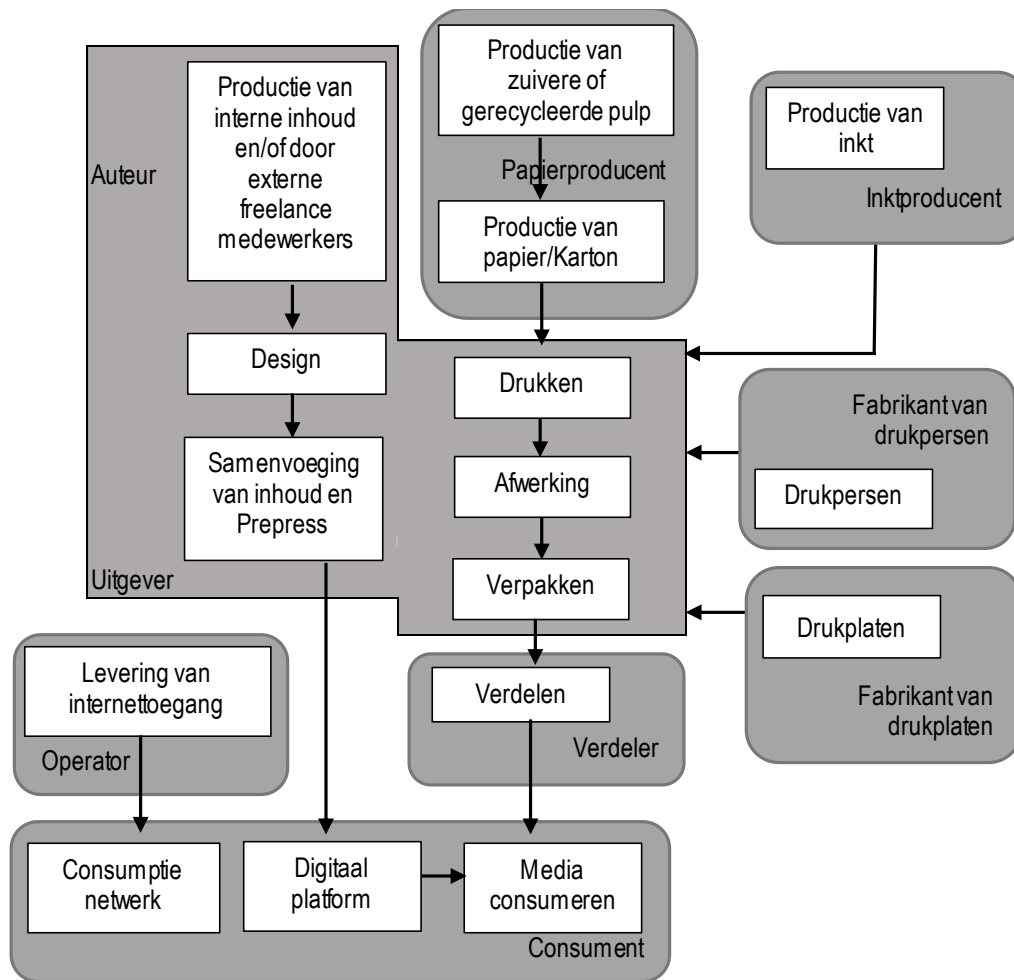 Auteur
Productie van
interne inhoud
en/of door
externe
freelance
medewerkers
Design
Samenvoeging
van inhoud en
Prepress
Uitgever
Productie van
zuivere of
gerecycleerde pulp
Papierproducent
Productie van
papier/Karton
Productie van
inkt
Inktproducent
Drukken
Afwerking
Verpakken
Fabrikant van
drukpersen
Drukpersen
Drukplaten
Fabrikant van
drukplaten
Levering van
internettoegang
Operator
Verdelen
Verdeler
Consumptie
netwerk
Digitaal
platform
Media
consumeren
Consument